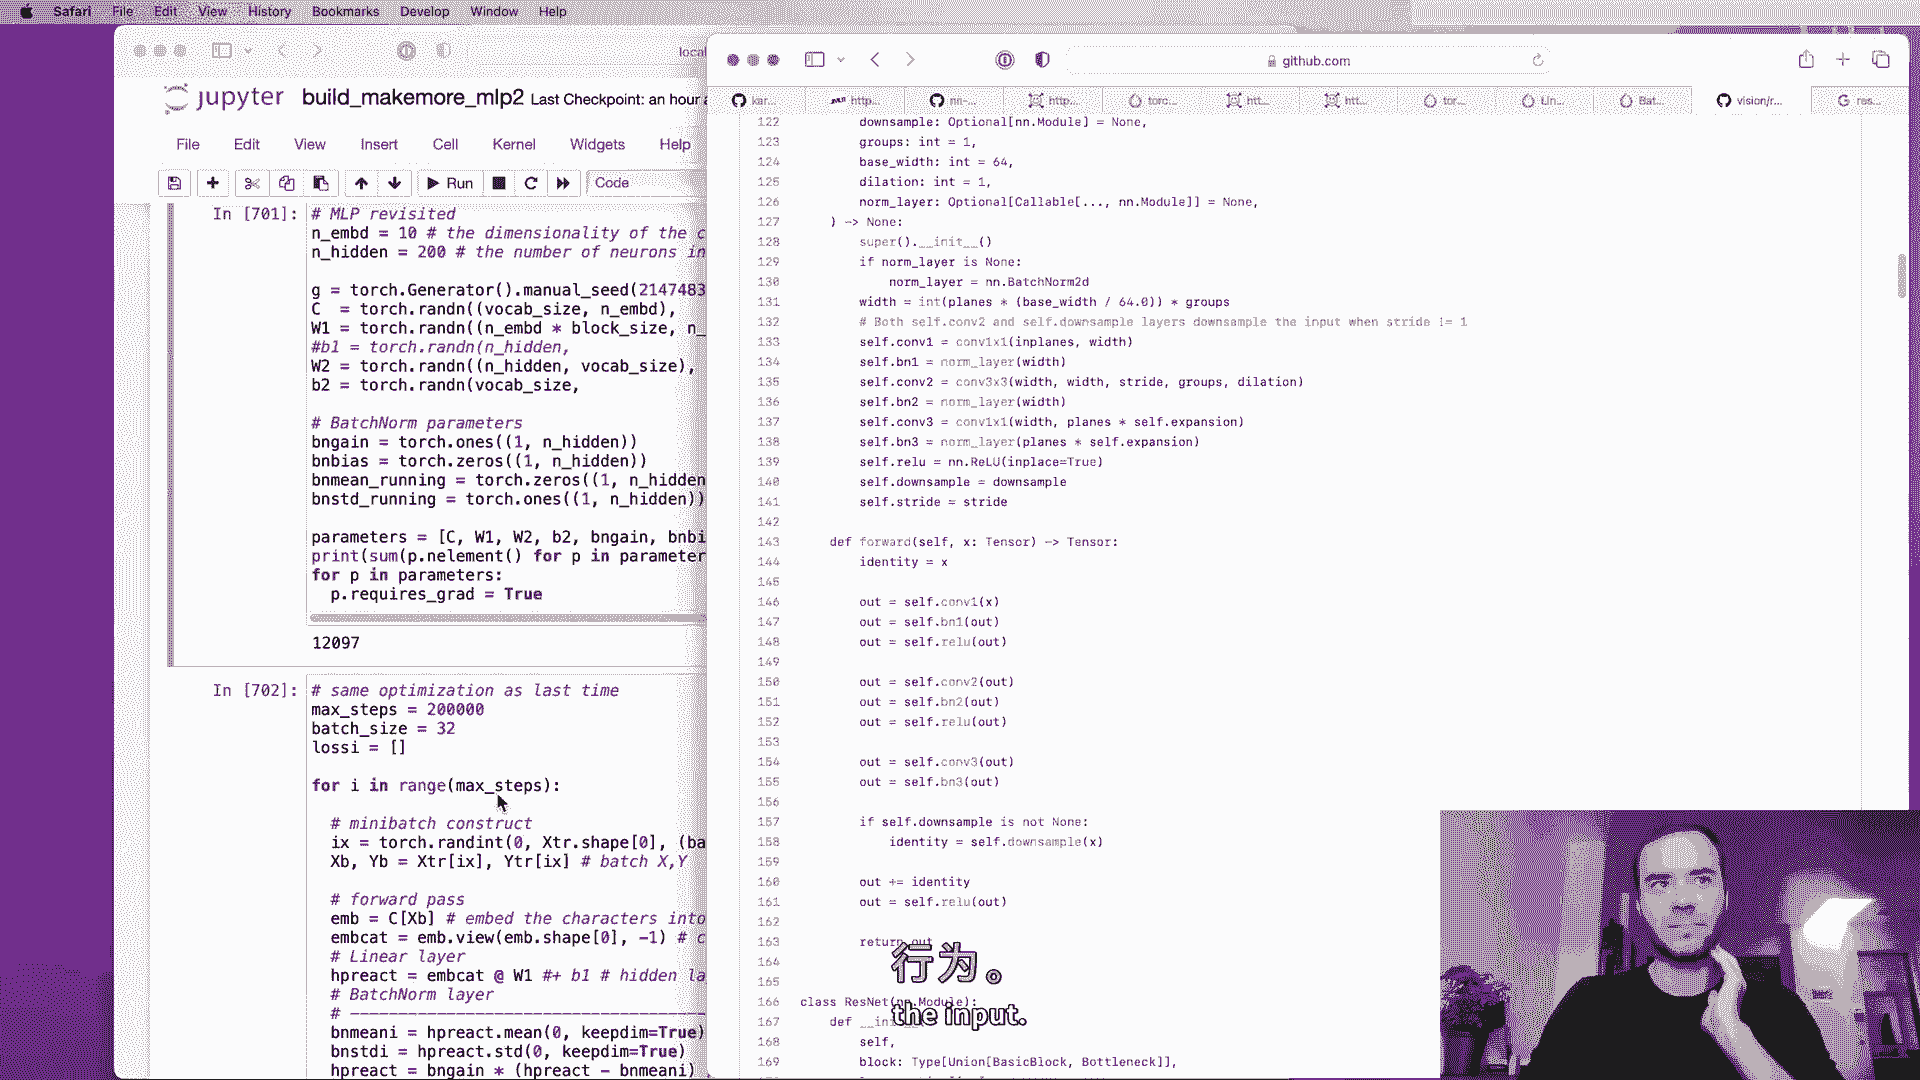 Safari File Edit View History Bookmarks Develop Window Help
local
jupyter build_makemore_mlp2 Last Checkpoint: an hour a
File Edit View Insert Cell Kernel Widgets Help
Run Code
In [701]:
# MLP revisited
n_embd = 10 # the dimensionality of the c
n_hidden = 200 # the number of neurons in
g = torch.Generator().manual_seed(2147483
C  = torch.randn((vocab_size, n_embd),
W1 = torch.randn((n_embd * block_size, n_
#b1 = torch.randn(n_hidden,
W2 = torch.randn((n_hidden, vocab_size),
b2 = torch.randn(vocab_size,
# BatchNorm parameters
bngain = torch.ones((1, n_hidden))
bnbias = torch.zeros((1, n_hidden))
bnmean_running = torch.zeros((1, n_hidden
bnstd_running = torch.ones((1, n_hidden))
parameters = [C, W1, W2, b2, bngain, bnbi
print(sum(p.nelement() for p in parameter
for p in parameters:
  p.requires_grad = True
12097
In [702]:
# same optimization as last time
max_steps = 200000
batch_size = 32
lossi = []
for i in range(max_steps):
  # minibatch construct
  ix = torch.randint(0, Xtr.shape[0], (ba
  Xb, Yb = Xtr[ix], Ytr[ix] # batch X,Y
  # forward pass
  emb = C[Xb] # embed the characters into
  embcat = emb.view(emb.shape[0], -1) # c
  # Linear layer
  hpreact = embcat @ W1 #+ b1 # hidden la
  # BatchNorm layer
  # -------------------------------------
  bnmeani = hpreact.mean(0, keepdim=True)
  bnstdi = hpreact.std(0, keepdim=True)
  hpreact = bngain * (hpreact - bnmeani)
github.com
kar... http... nn-... http... torc... htt... htt... tor... Lin... Bat... vision/r... res...
122 downsample: Optional[nn.Module] = None,
123 groups: int = 1,
124 base_width: int = 64,
125 dilation: int = 1,
126 norm_layer: Optional[Callable[..., nn.Module]] = None,
127 ) -> None:
128 super().__init__()
129 if norm_layer is None:
130 norm_layer = nn.BatchNorm2d
131 width = int(planes * (base_width / 64.0)) * groups
132 # Both self.conv2 and self.downsample layers downsample the input when stride != 1
133 self.conv1 = conv1x1(inplanes, width)
134 self.bn1 = norm_layer(width)
135 self.conv2 = conv3x3(width, width, stride, groups, dilation)
136 self.bn2 = norm_layer(width)
137 self.conv3 = conv1x1(width, planes * self.expansion)
138 self.bn3 = norm_layer(planes * self.expansion)
139 self.relu = nn.ReLU(inplace=True)
140 self.downsample = downsample
141 self.stride = stride
142
143 def forward(self, x: Tensor) -> Tensor:
144 identity = x
145
146 out = self.conv1(x)
147 out = self.bn1(out)
148 out = self.relu(out)
149
150 out = self.conv2(out)
151 out = self.bn2(out)
152 out = self.relu(out)
153
154 out = self.conv3(out)
155 out = self.bn3(out)
156
157 if self.downsample is not None:
158 identity = self.downsample(x)
159
160 out += identity
161 out = self.relu(out)
162
163 return out
164
165
166 class ResNet(nn.Module):
167 def __init__(
168 self,
169 block: Type[Union[BasicBlock, Bottleneck]],
行为。
the input.